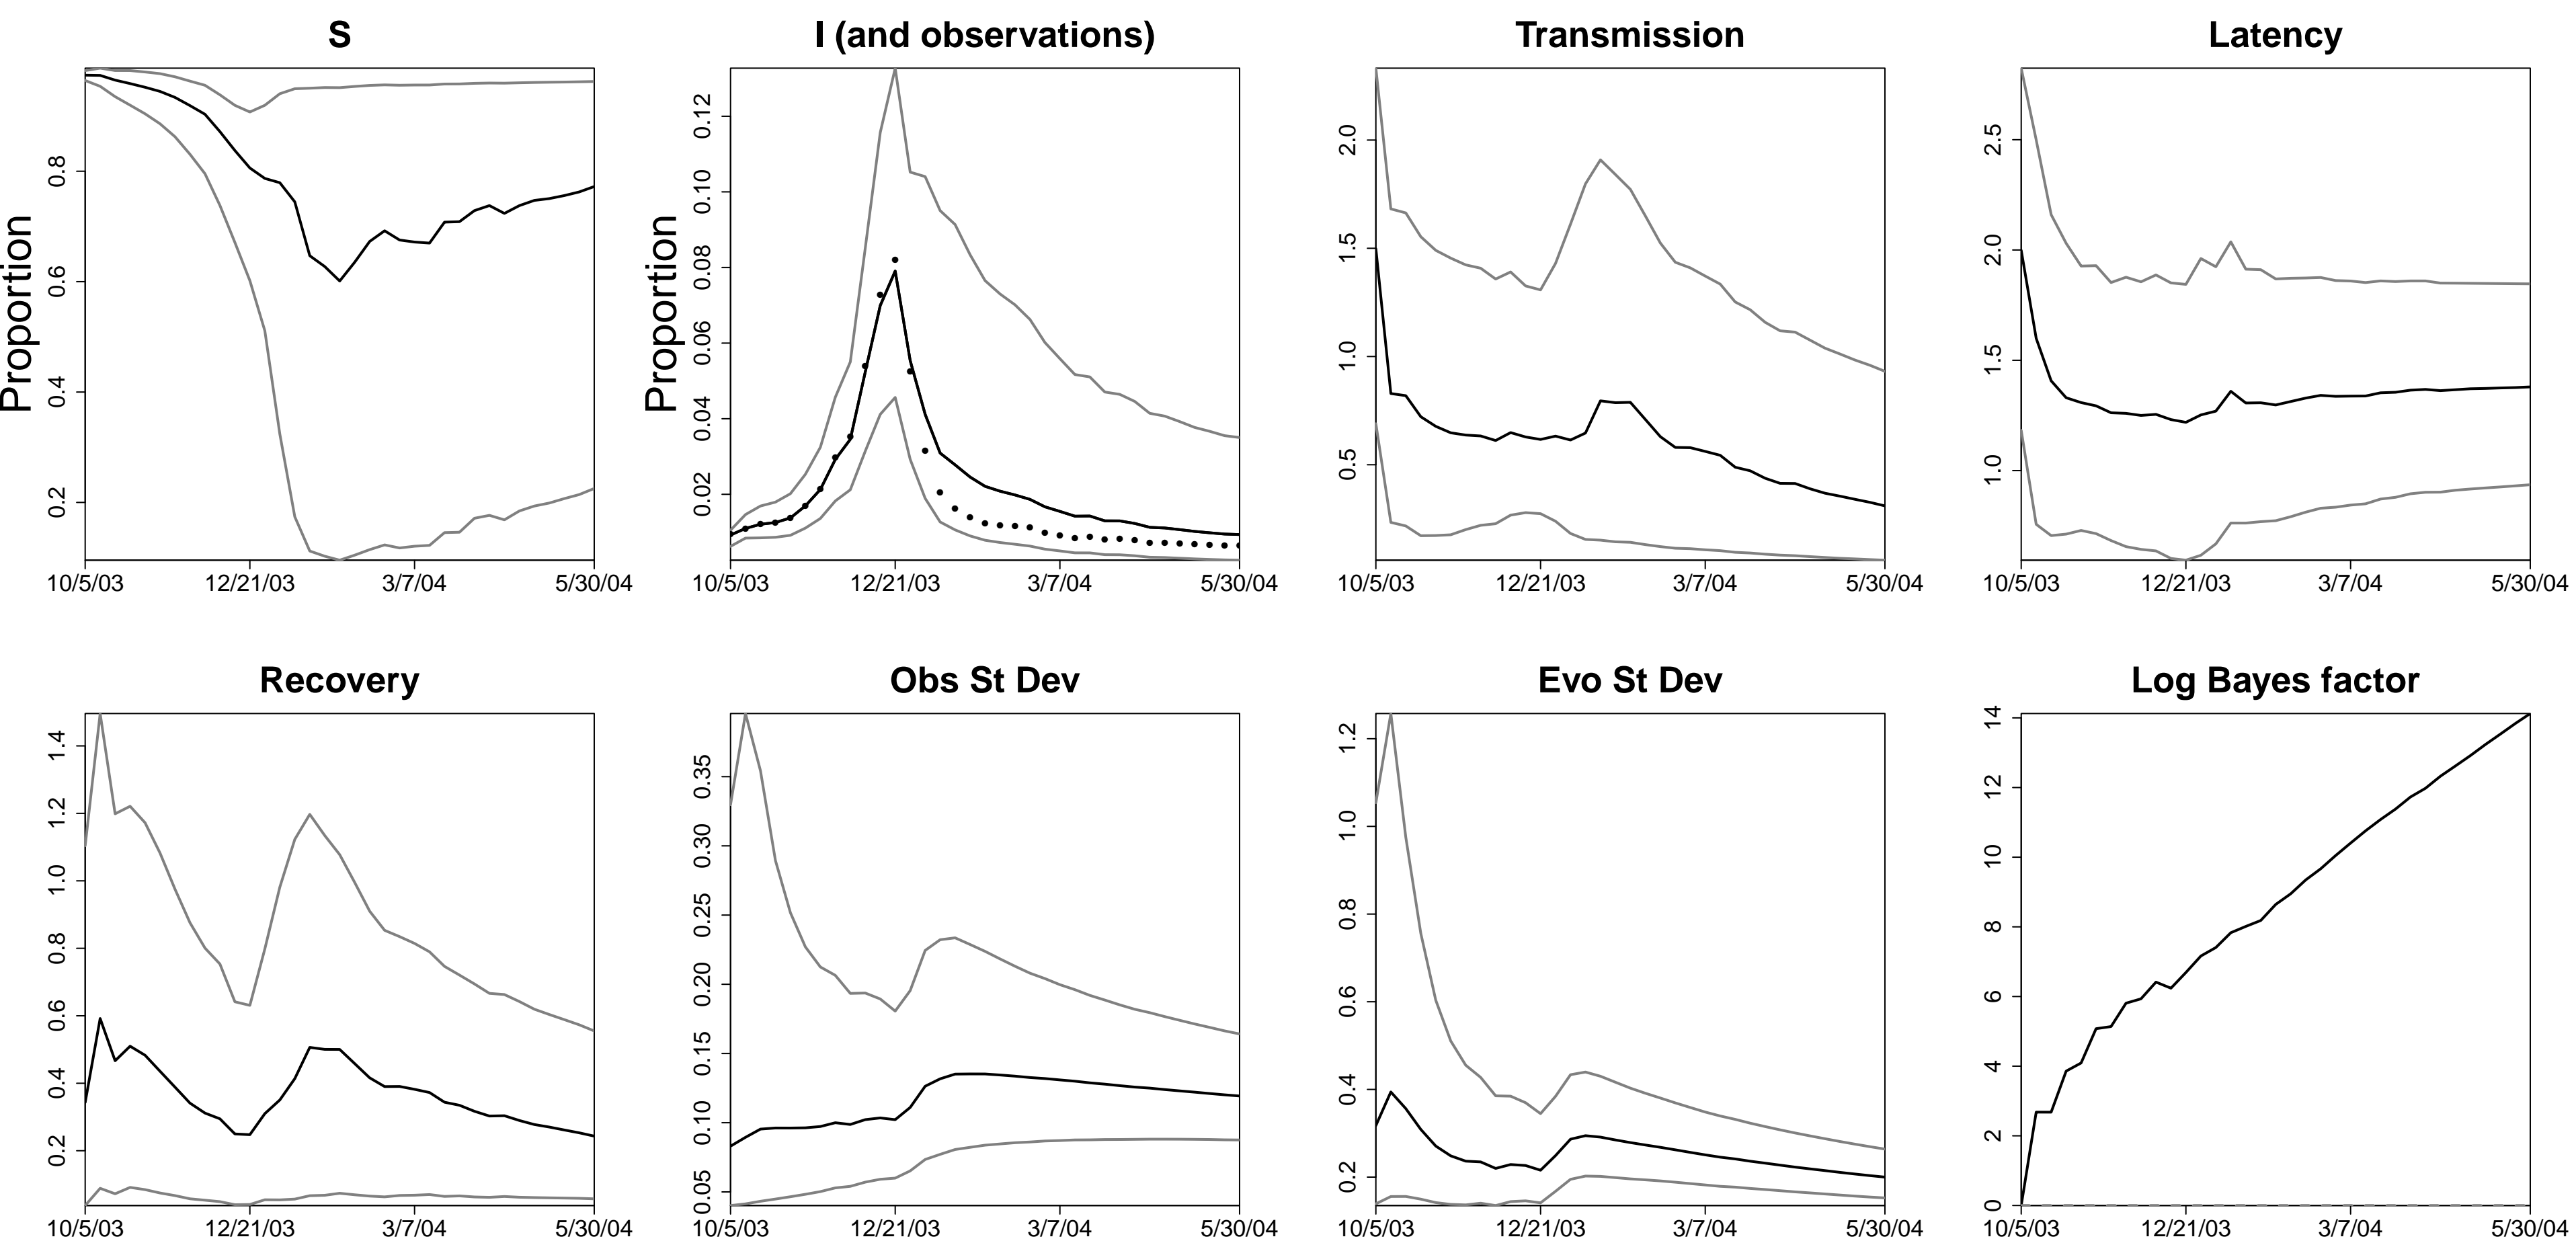 S
Proportion
0.2 0.4 0.6 0.8
10/5/03 12/21/03 3/7/04 5/30/04
I (and observations)
Proportion
0.02 0.04 0.06 0.08 0.10 0.12
10/5/03 12/21/03 3/7/04 5/30/04
Transmission
0.5 1.0 1.5 2.0
10/5/03 12/21/03 3/7/04 5/30/04
Latency
1.0 1.5 2.0 2.5
10/5/03 12/21/03 3/7/04 5/30/04
Recovery
0.2 0.4 0.6 0.8 1.0 1.2 1.4
10/5/03 12/21/03 3/7/04 5/30/04
Obs St Dev
0.05 0.10 0.15 0.20 0.25 0.30 0.35
10/5/03 12/21/03 3/7/04 5/30/04
Evo St Dev
0.2 0.4 0.6 0.8 1.0 1.2
10/5/03 12/21/03 3/7/04 5/30/04
Log Bayes factor
0 2 4 6 8 10 12 14
10/5/03 12/21/03 3/7/04 5/30/04